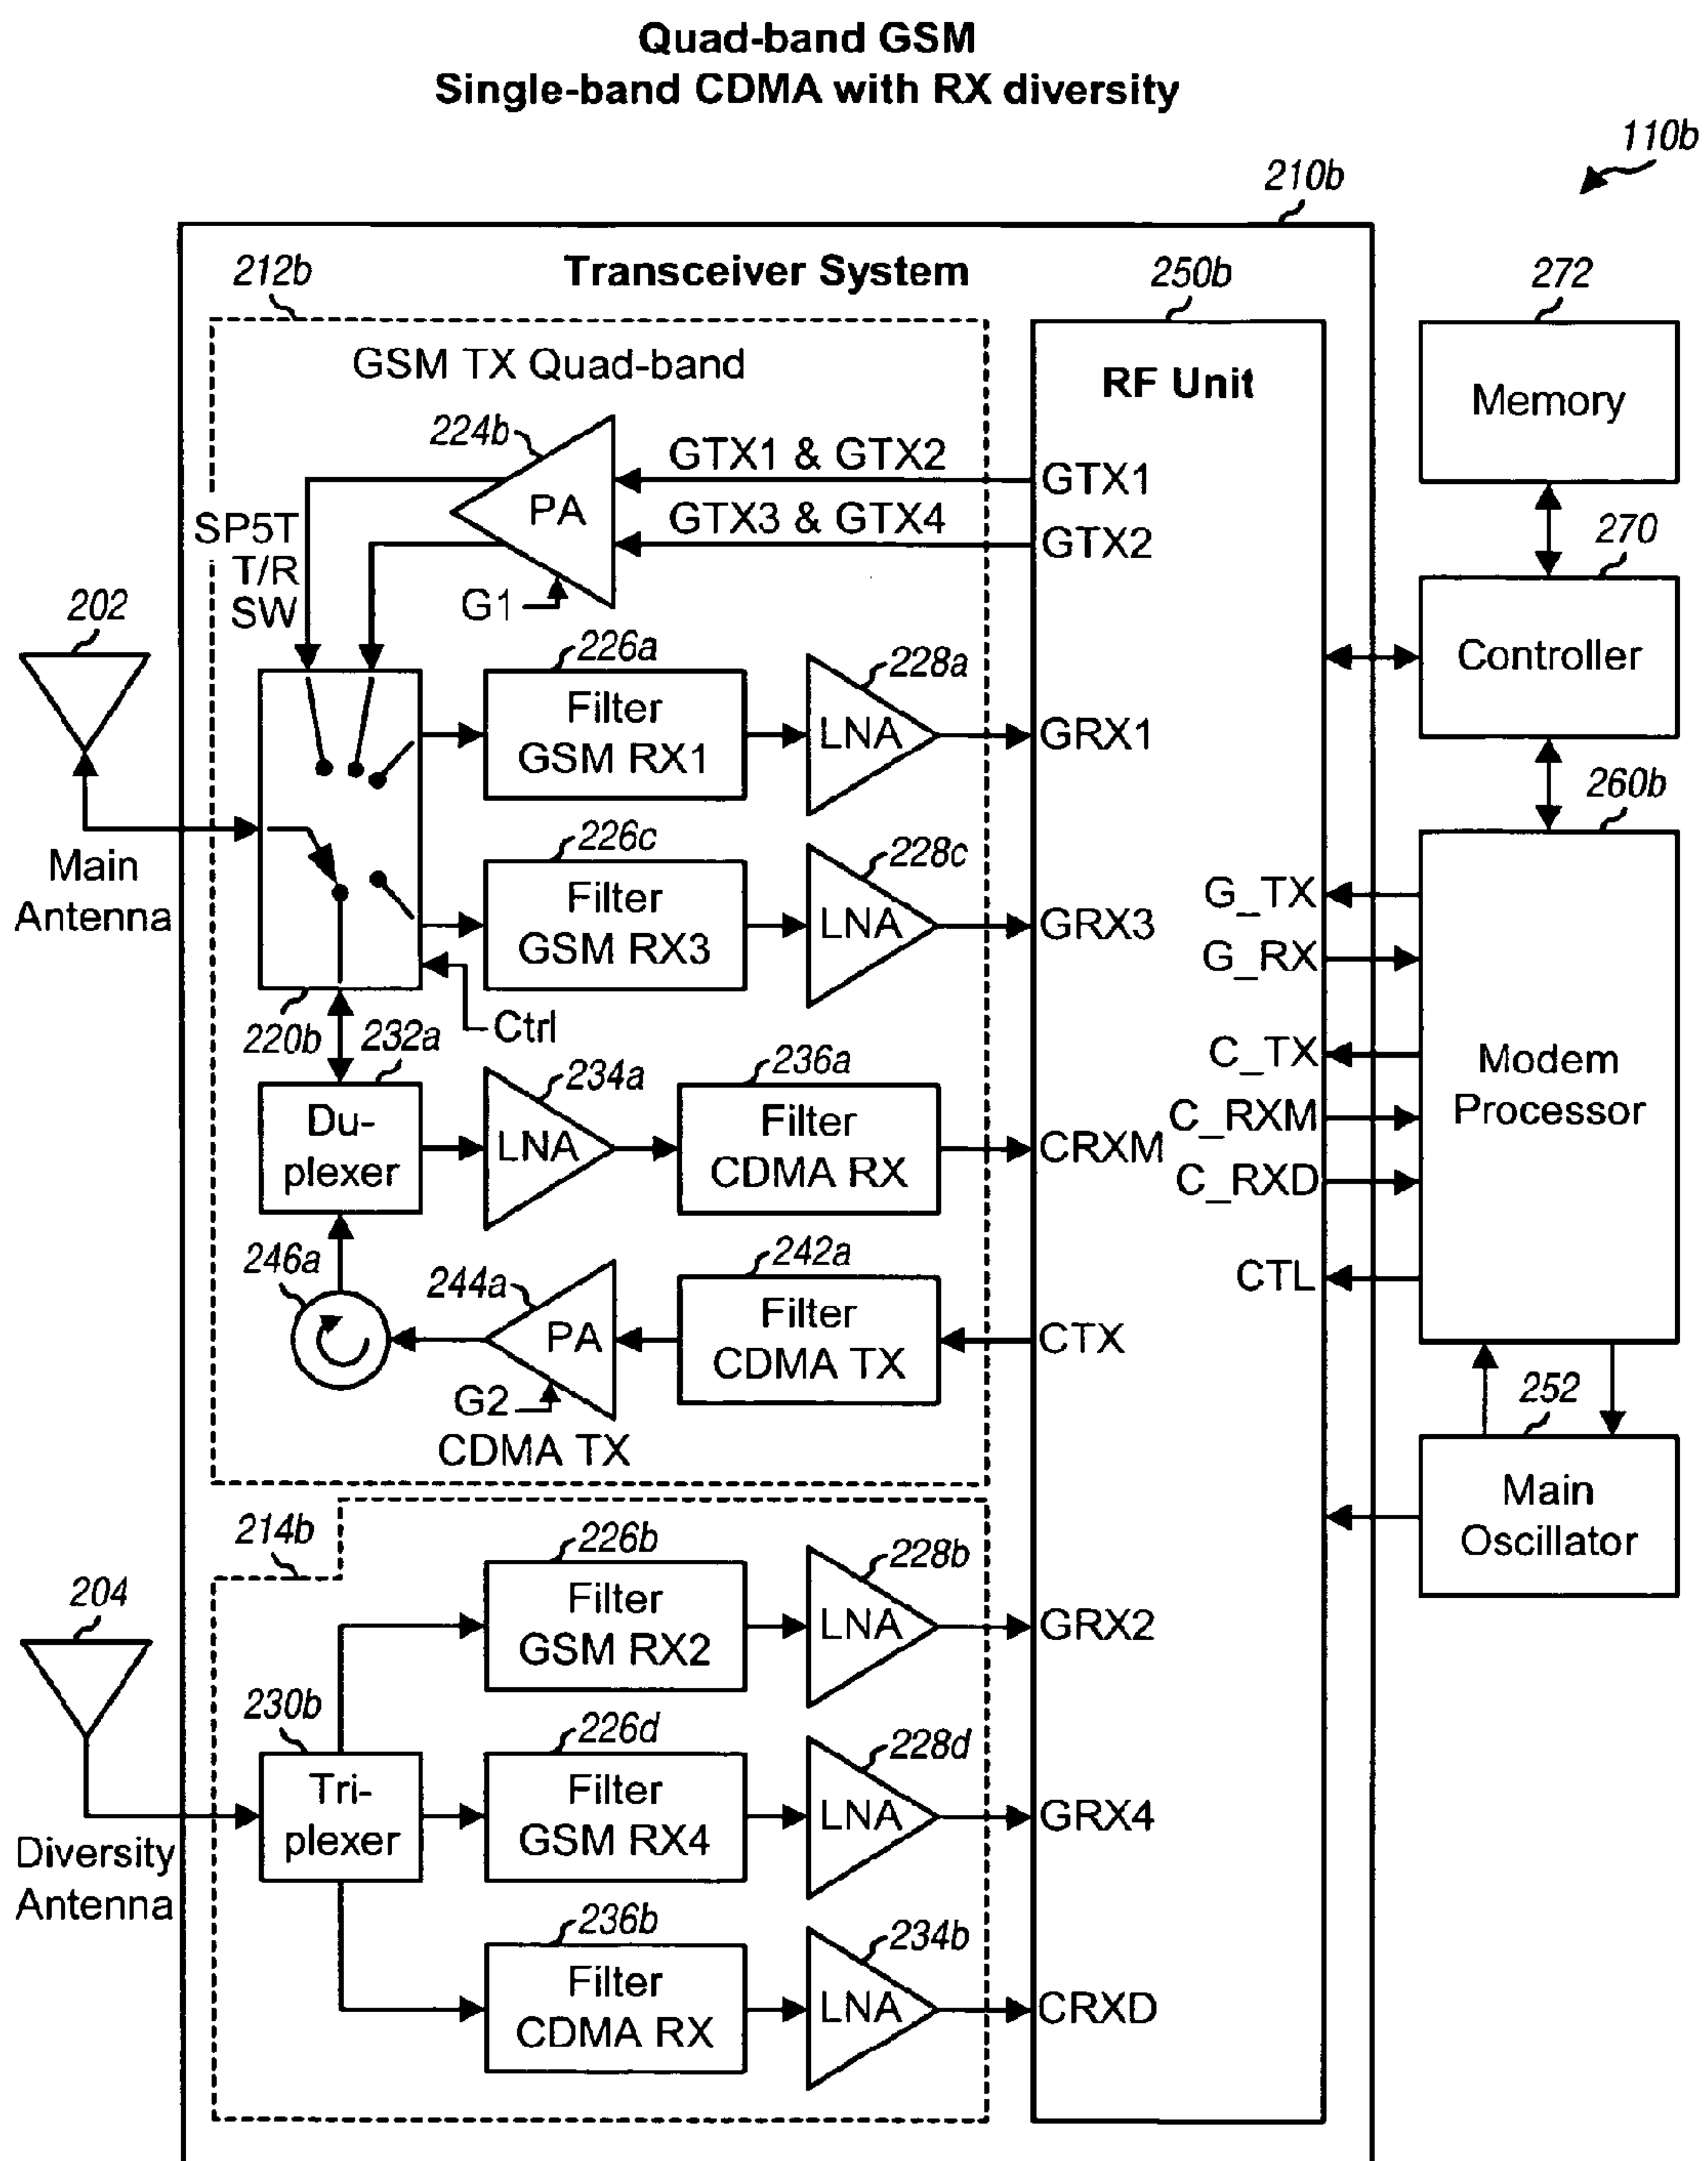 Quad-band GSM
Single-band CDMA with RX diversity
110b
210b
212b
Transceiver System
250b
272
GSM TX Quad-band
RF Unit
Memory
224b
PA
GTX1 & GTX2
GTX1
GTX3 & GTX4
GTX2
SP5T
T/R
SW
G1
270
Controller
202
Main
Antenna
226a
Filter
GSM RX1
228a
LNA
GRX1
226c
Filter
GSM RX3
228c
LNA
GRX3
260b
G_TX
G_RX
C_TX
C_RXM
C_RXD
CTL
Modem
Processor
220b
232a
Ctrl
Du-
plexer
234a
LNA
236a
Filter
CDMA RX
CRXM
246a
244a
PA
G2
CDMA TX
242a
Filter
CDMA TX
CTX
252
Main
Oscillator
214b
204
Diversity
Antenna
230b
Tri-
plexer
226b
Filter
GSM RX2
228b
LNA
GRX2
226d
Filter
GSM RX4
228d
LNA
GRX4
236b
Filter
CDMA RX
234b
LNA
CRXD